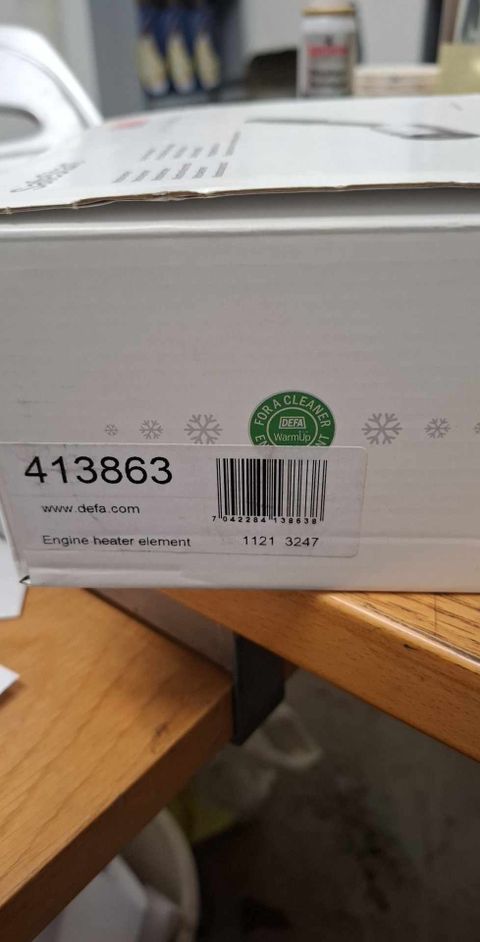 FOR A CLEANER
DEFA
WarmUp
413863
www.defa.com
7 042284 138638
Engine heater element
1121 3247